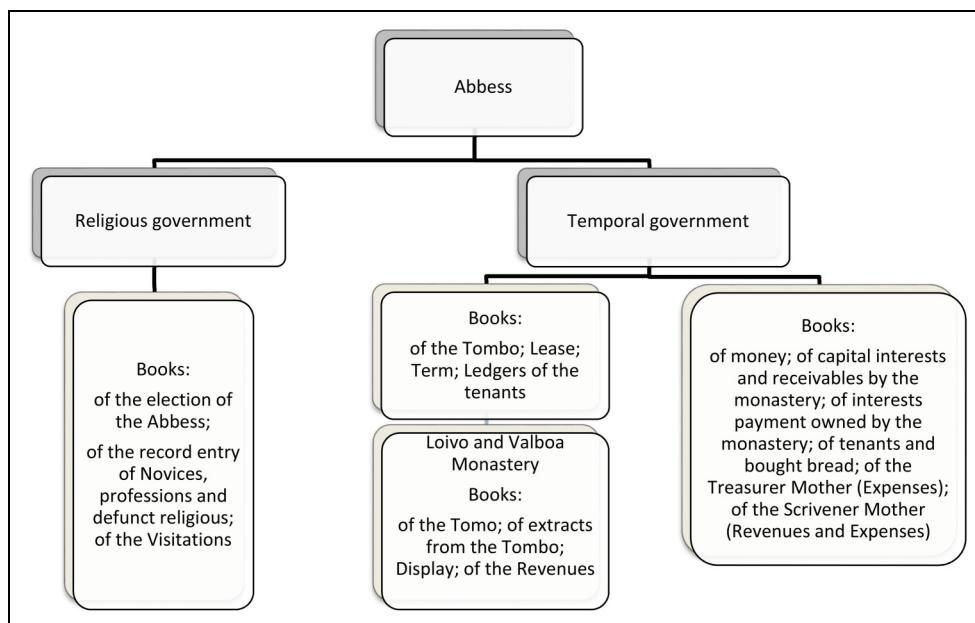 Abbess
Religious government
Temporal government
Books:
of the election of
the Abbess;
of the record entry
of Novices,
professions and
defunct religious;
of the Visitations
Books:
of the Tombo; Lease;
Term; Ledgers of the
tenants
Loivo and Valboa
Monastery
Books:
of the Tomo; of extracts
from the Tombo;
Display; of the Revenues
Books:
of money; of capital interests
and receivables by the
monastery; of interests
payment owned by the
monastery; of tenants and
bought bread; of the
Treasurer Mother (Expenses);
of the Scrivener Mother
(Revenues and Expenses)